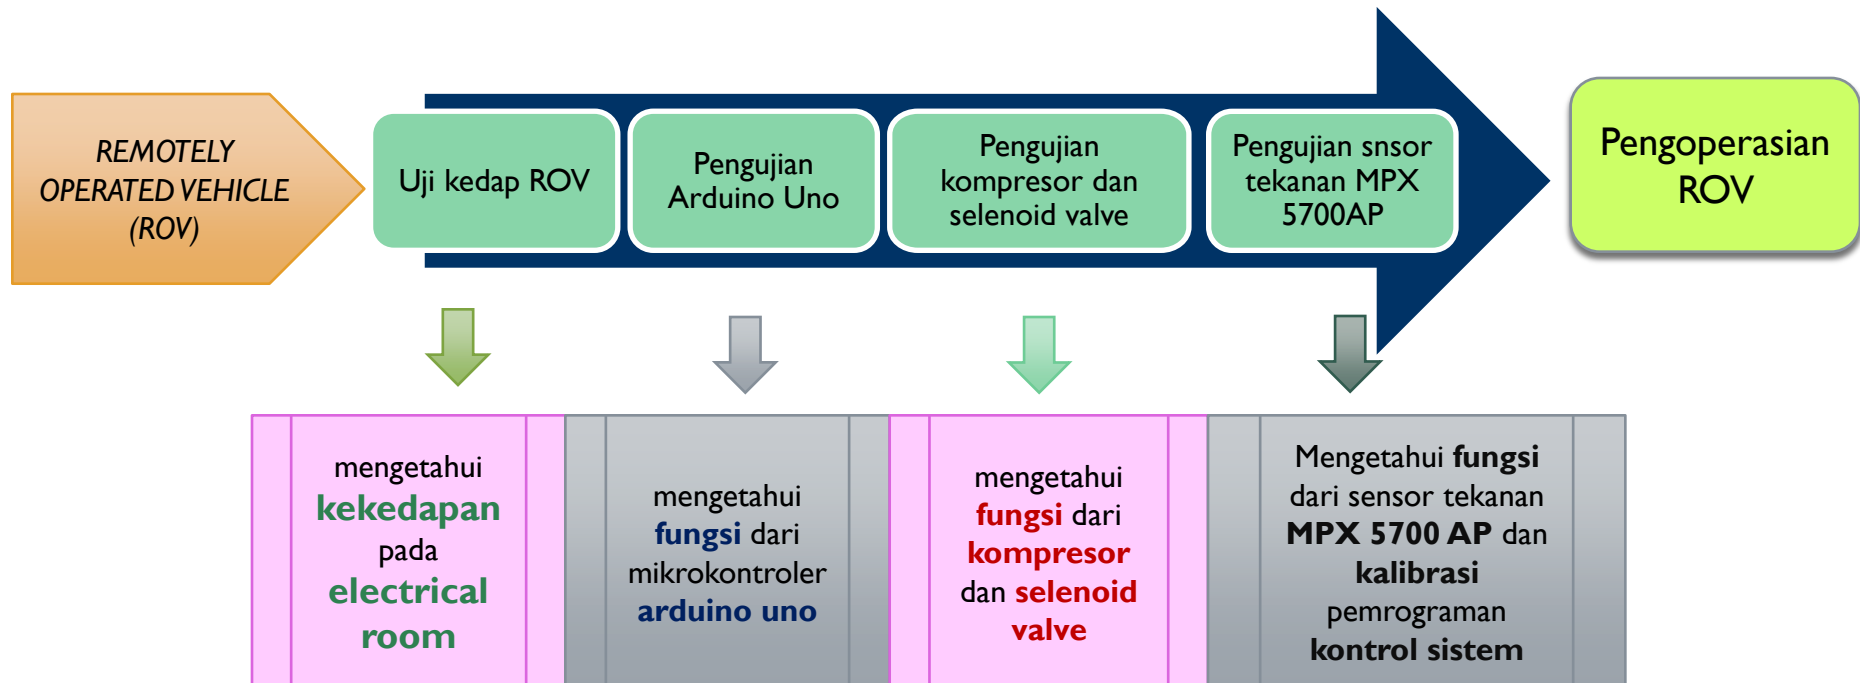 REMOTELY
OPERATED VEHICLE
(ROV)
Uji kedap ROV
Pengujian
Arduino Uno
Pengujian
kompresor dan
selenoid valve
Pengujian snsor
tekanan MPX
5700AP
Pengoperasian
ROV
mengetahui
kekedapan
pada
electrical
room
mengetahui
fungsi dari
mikrokontroler
arduino uno
mengetahui
fungsi dari
kompresor
dan selenoid
valve
Mengetahui fungsi
dari sensor tekanan
MPX 5700 AP dan
kalibrasi
pemrograman
kontrol sistem